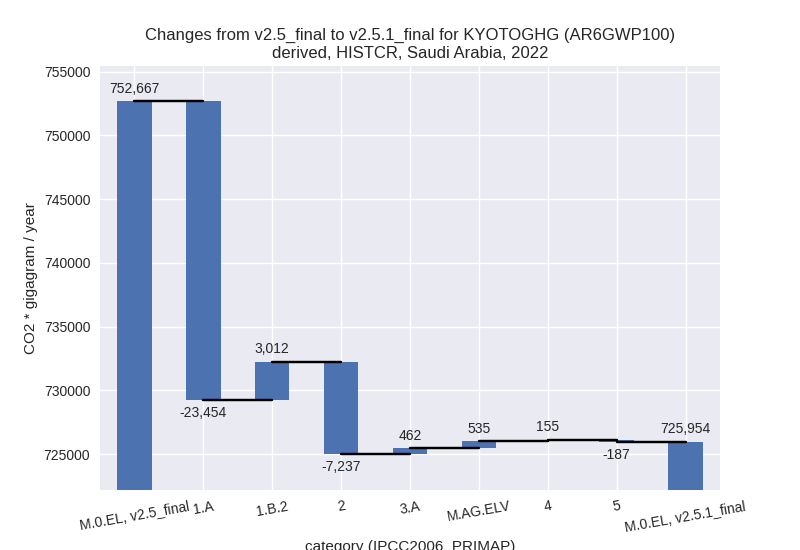 Changes from v2.5_final to v2.5.1_final for KYOTOGHG (AR6GWP100)
derived, HISTCR, Saudi Arabia, 2022
CO2 * gigagram / year
755000
750000
745000
740000
735000
730000
725000
752,667
-23,454
3,012
-7,237
462
535
155
-187
725,954
M.0.EL, v2.5_final
1.A
1.B.2
2
3.A
M.AG.ELV
4
5
M.0.EL, v2.5.1_final
category (IPCC2006_PRIMAP)